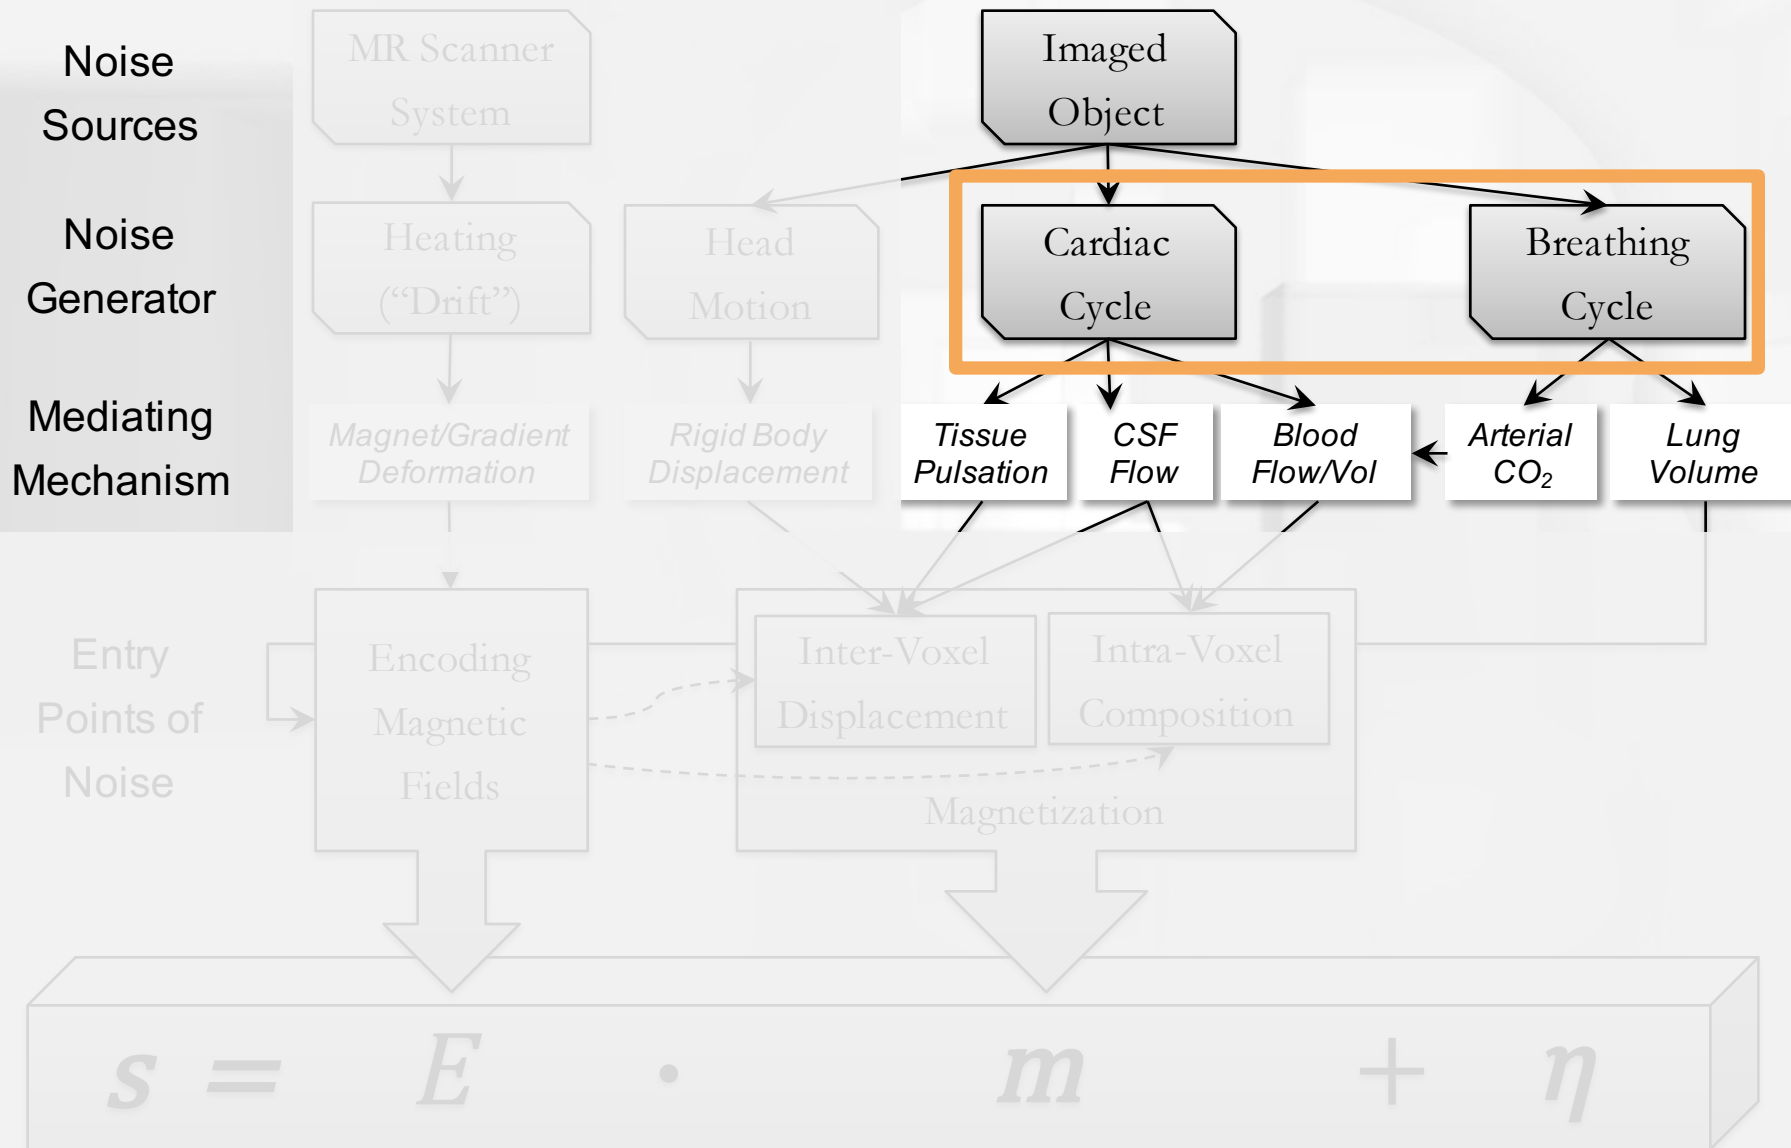 Noise
Sources
MR Scanner
System
Imaged
Object
Noise
Generator
Heating
(“Drift”)
Head
Motion
Cardiac
Cycle
Breathing
Cycle
Mediating
Mechanism
Magnet/Gradient
Deformation
Rigid Body
Displacement
Tissue
Pulsation
CSF
Flow
Blood
Flow/Vol
Arterial
CO₂
Lung
Volume
Entry
Points of
Noise
Encoding
Magnetic
Fields
Inter-Voxel
Displacement
Intra-Voxel
Composition
Magnetization
s = E · m + η